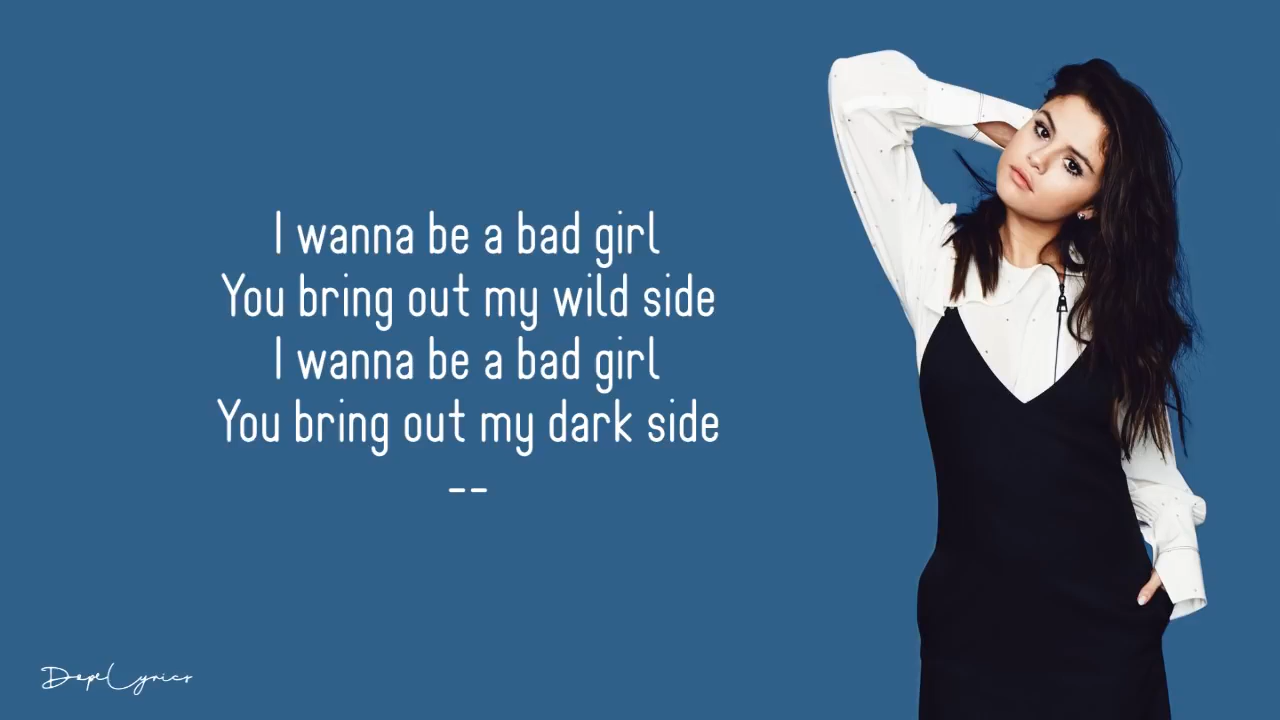 I wanna be a bad girl
You bring out my wild side
I wanna be a bad girl
You bring out my dark side
--
DopeLyrics